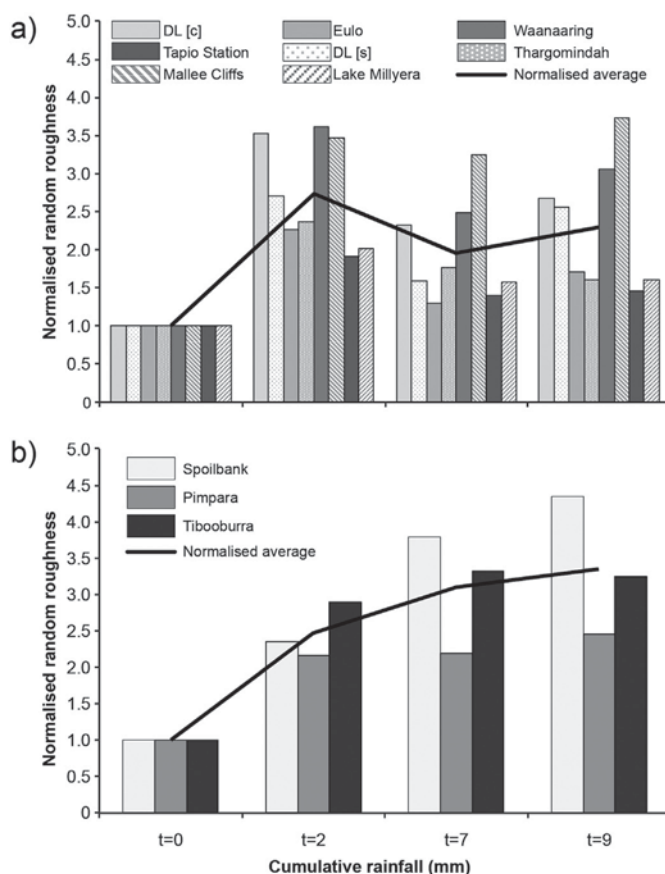 a)
DL [c] Eulo Waanaaring
Tapio Station DL [s] Thargomindah
Mallee Cliffs Lake Millyera Normalised average
Normalised random roughness
5.0
4.5
4.0
3.5
3.0
2.5
2.0
1.5
1.0
0.5
0
b)
Spoilbank
Pimpara
Tibooburra
Normalised average
Normalised random roughness
5.0
4.5
4.0
3.5
3.0
2.5
2.0
1.5
1.0
0.5
0
t=0 t=2 t=7 t=9
Cumulative rainfall (mm)